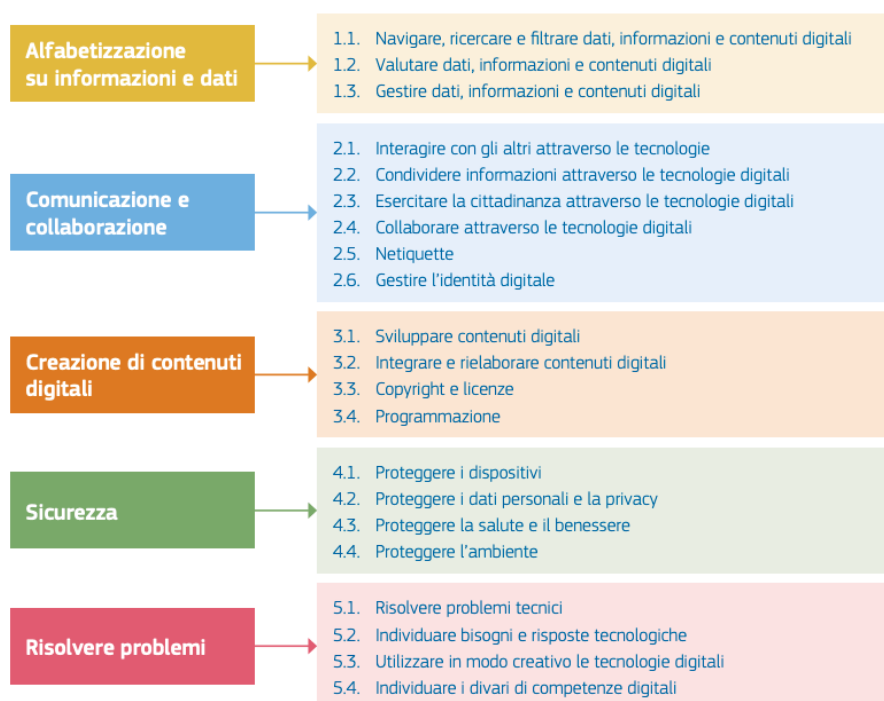 Alfabetizzazione
su informazioni e dati
1.1. Navigare, ricercare e filtrare dati, informazioni e contenuti digitali
1.2. Valutare dati, informazioni e contenuti digitali
1.3. Gestire dati, informazioni e contenuti digitali
Comunicazione e
collaborazione
2.1. Interagire con gli altri attraverso le tecnologie
2.2. Condividere informazioni attraverso le tecnologie digitali
2.3. Esercitare la cittadinanza attraverso le tecnologie digitali
2.4. Collaborare attraverso le tecnologie digitali
2.5. Netiquette
2.6. Gestire l'identità digitale
Creazione di contenuti
digitali
3.1. Sviluppare contenuti digitali
3.2. Integrare e rielaborare contenuti digitali
3.3. Copyright e licenze
3.4. Programmazione
Sicurezza
4.1. Proteggere i dispositivi
4.2. Proteggere i dati personali e la privacy
4.3. Proteggere la salute e il benessere
4.4. Proteggere l'ambiente
Risolvere problemi
5.1. Risolvere problemi tecnici
5.2. Individuare bisogni e risposte tecnologiche
5.3. Utilizzare in modo creativo le tecnologie digitali
5.4. Individuare i divari di competenze digitali